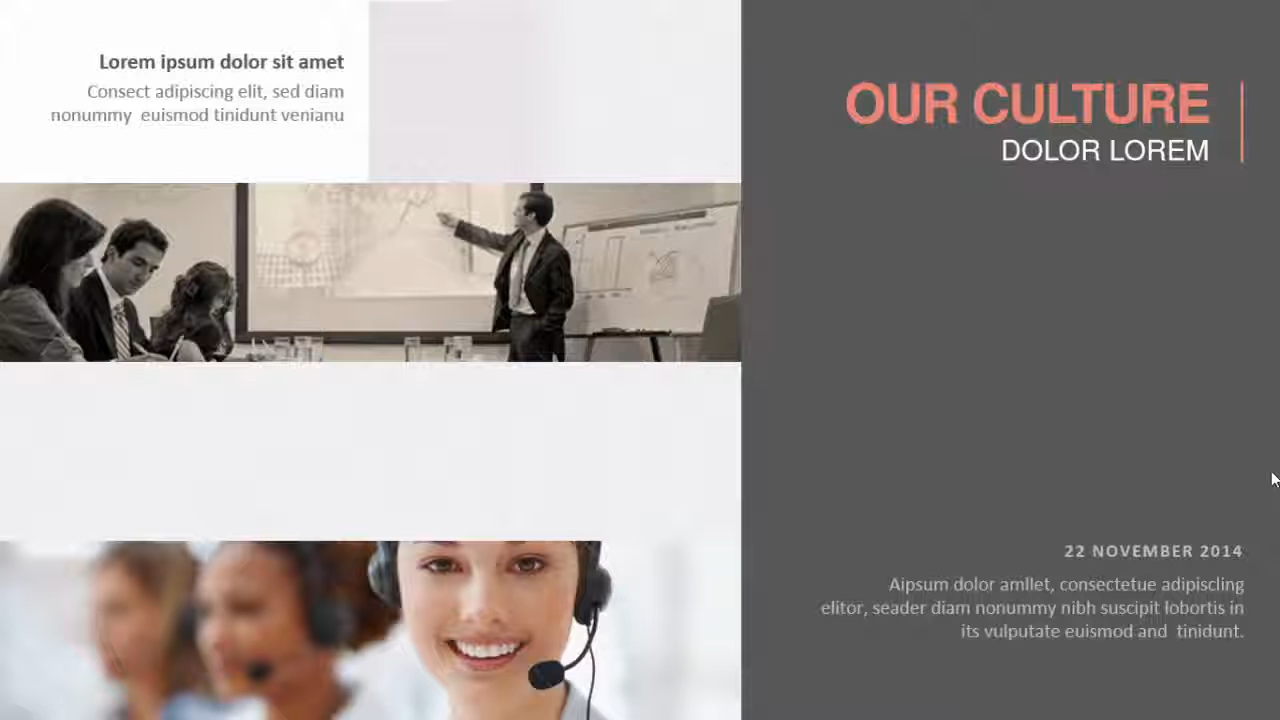 Lorem ipsum dolor sit amet
Consect adipiscing elit, sed diam
nonummy euismod tinidunt venianu
OUR CULTURE
DOLOR LOREM
22 NOVEMBER 2014
Aipsum dolor amllet, consectetue adipiscling
elitor, seader diam nonummy nibh suscipit lobortis in
its vulputate euismod and tinidunt.